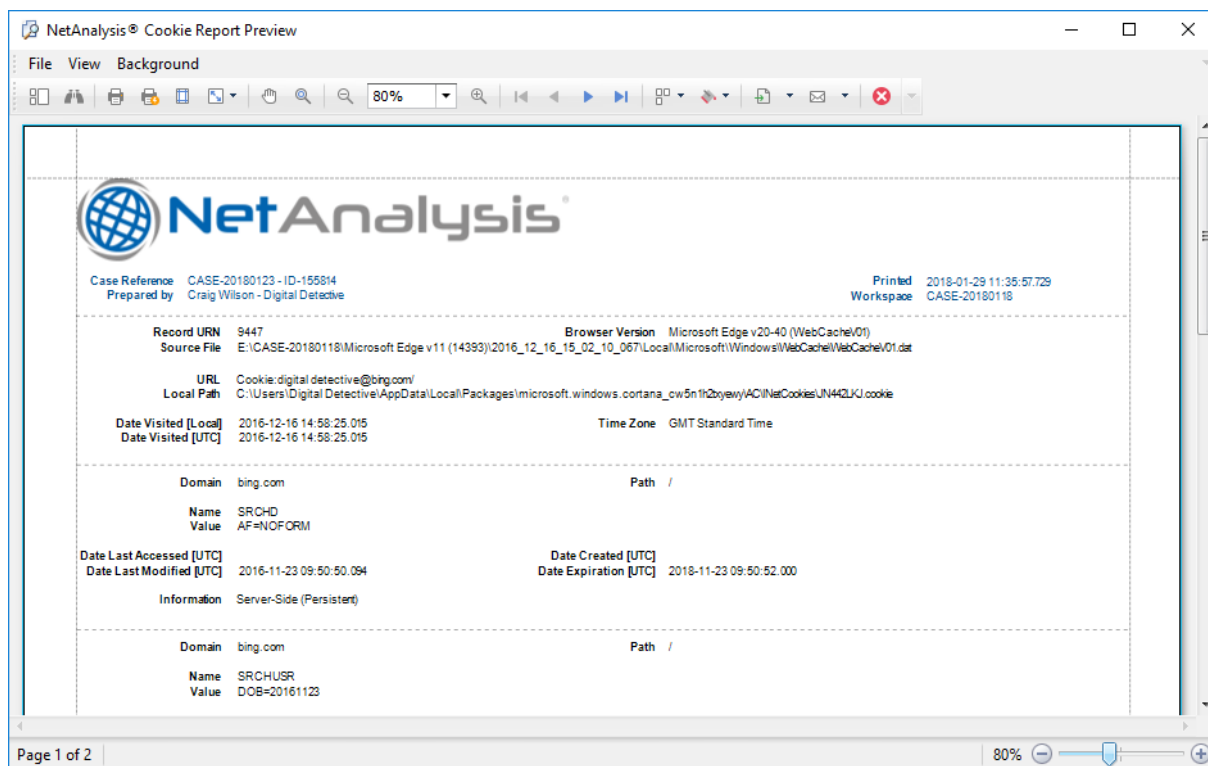 NetAnalysis® Cookie Report Preview
File View Background
80%
NetAnalysis®
Case Reference CASE-20180123 - ID-155814 Printed 2018-01-29 11:35:57.729
Prepared by Craig Wilson - Digital Detective Workspace CASE-20180118
Record URN 9447 Browser Version Microsoft Edge v20-40 (WebCacheV01)
Source File E:\CASE-20180118\Microsoft Edge v11 (14393)\2016_12_16_15_02_10_067\Local\Microsoft\Windows\WebCache\WebCacheV01.dat
URL Cookie:digital detective@bing.com/
Local Path C:\Users\Digital Detective\AppData\Local\Packages\microsoft.windows.cortana_cw5n1h2txyewy\AC\INetCookies\JN442LKJ.cookie
Date Visited [Local] 2016-12-16 14:58:25.015 Time Zone GMT Standard Time
Date Visited [UTC] 2016-12-16 14:58:25.015
Domain bing.com Path /
Name SRCHD
Value AF=NOFORM
Date Last Accessed [UTC] Date Created [UTC]
Date Last Modified [UTC] 2016-11-23 09:50:50.094 Date Expiration [UTC] 2018-11-23 09:50:52.000
Information Server-Side (Persistent)
Domain bing.com Path /
Name SRCHUSR
Value DOB=20161123
Page 1 of 2 80%